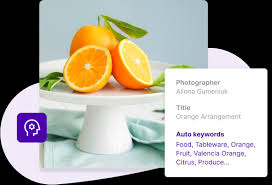 Photographer
Aliona Gumeniuk
Title
Orange Arrangement
Auto keywords
Food, Tableware, Orange,
Fruit, Valencia Orange,
Citrus, Produce...